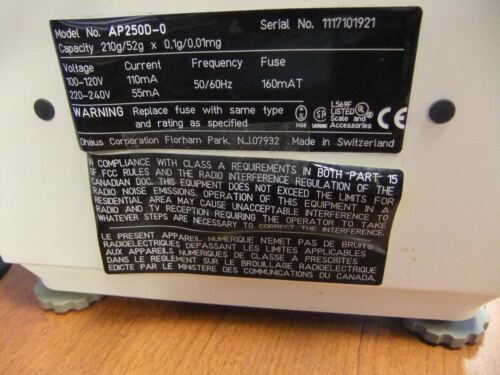 Model No. AP250D-0 Serial No. 1117101921
Capacity 210g/52g x 0,1g/0,01mg
Voltage Current Frequency Fuse
100-120V 110mA 50/60Hz 160mAT
220-240V 55mA
WARNING Replace fuse with same type
and rating as specified
L569F
LISTED
Scale and
Accessories
Ohaus Corporation Florham Park, N.J.07932 Made in Switzerland
IN COMPLIANCE WITH CLASS A REQUIREMENTS IN BOTH PART 15
OF FCC RULES AND THE RADIO INTERFERENCE REGULATION OF THE
CANADIAN DOC. THIS EQUIPMENT DOES NOT EXCEED THE LIMITS FOR
RADIO NOISE EMISSIONS. OPERATION OF THIS EQUIPMENT IN A
RESIDENTIAL AREA MAY CAUSE UNACCEPTABLE INTERFERENCE TO
RADIO AND TV RECEPTION REQUIRING THE OPERATOR TO TAKE
WHATEVER STEPS ARE NECESSARY TO CORRECT THE INTERFERENCE.
LE PRESENT APPAREIL NUMERIQUE NEMET PAS DE BRUITS
RADIOELECTRIQUES DEPASSANT LES LIMITES APPLICABLES
AUX APPAREILS NUMERIQUES DE CLASSE A PRESCRITES
DANS LE REGLEMENT SUR LE BROUILLAGE RADIOELECTRIQUE
EDICTE PAR LE MINISTERE DES COMMUNICATIONS DU CANADA.